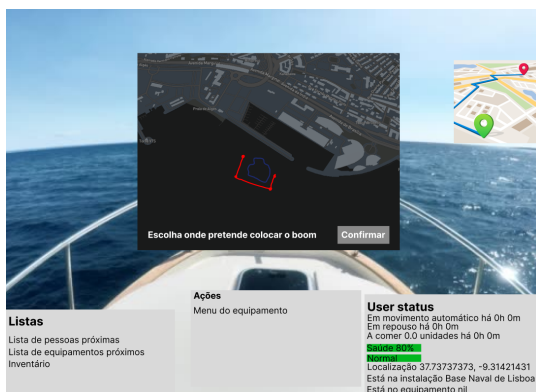 Escolha onde pretende colocar o boom
Confirmar
Listas
Lista de pessoas próximas
Lista de equipamentos próximos
Inventário
Ações
Menu do equipamento
User status
Em movimento automático há 0h 0m
Em repouso há 0h 0m
A comer 0.0 unidades há 0h 0m
Saúde 80%
Normal
Localização 37.73737373, -9.31421431
Está na instalação Base Naval de Lisboa
Está no equipamento nil